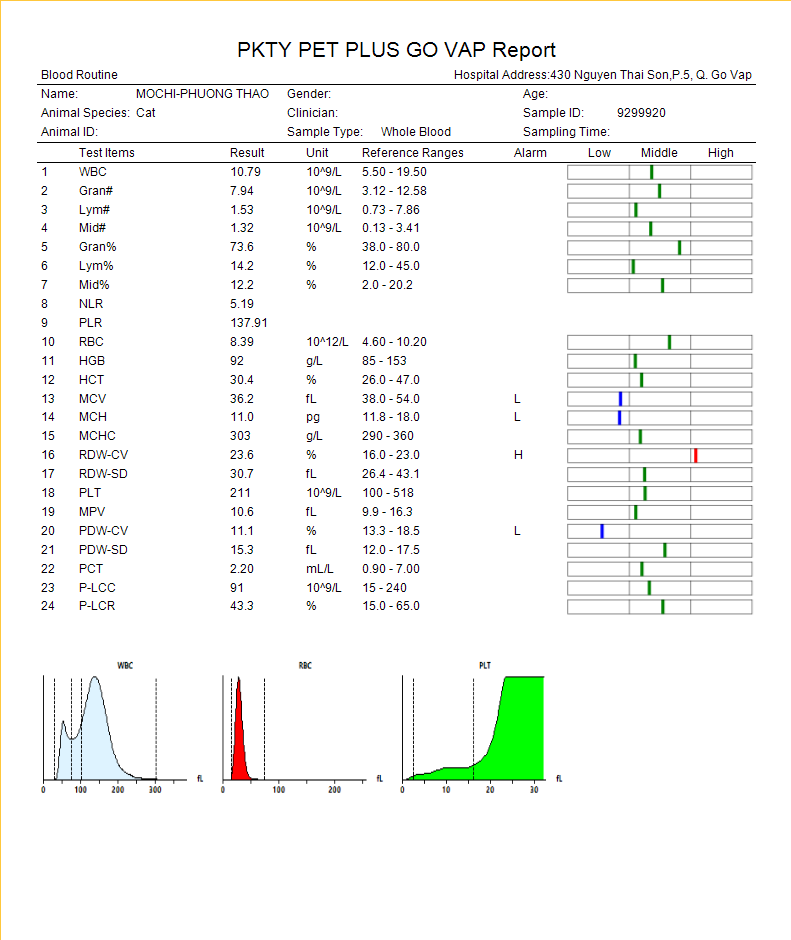 PKTY PET PLUS GO VAP Report
Blood Routine Hospital Address:430 Nguyen Thai Son,P.5, Q. Go Vap
Name: MOCHI-PHUONG THAO Gender: Age:
Animal Species: Cat Clinician: Sample ID: 9299920
Animal ID: Sample Type: Whole Blood Sampling Time:
Test Items Result Unit Reference Ranges Alarm Low Middle High
1 WBC 10.79 10^9/L 5.50 - 19.50
2 Gran# 7.94 10^9/L 3.12 - 12.58
3 Lym# 1.53 10^9/L 0.73 - 7.86
4 Mid# 1.32 10^9/L 0.13 - 3.41
5 Gran% 73.6 % 38.0 - 80.0
6 Lym% 14.2 % 12.0 - 45.0
7 Mid% 12.2 % 2.0 - 20.2
8 NLR 5.19
9 PLR 137.91
10 RBC 8.39 10^12/L 4.60 - 10.20
11 HGB 92 g/L 85 - 153
12 HCT 30.4 % 26.0 - 47.0
13 MCV 36.2 fL 38.0 - 54.0 L
14 MCH 11.0 pg 11.8 - 18.0 L
15 MCHC 303 g/L 290 - 360
16 RDW-CV 23.6 % 16.0 - 23.0 H
17 RDW-SD 30.7 fL 26.4 - 43.1
18 PLT 211 10^9/L 100 - 518
19 MPV 10.6 fL 9.9 - 16.3
20 PDW-CV 11.1 % 13.3 - 18.5 L
21 PDW-SD 15.3 fL 12.0 - 17.5
22 PCT 2.20 mL/L 0.90 - 7.00
23 P-LCC 91 10^9/L 15 - 240
24 P-LCR 43.3 % 15.0 - 65.0
WBC RBC PLT
fL fL fL
0 100 200 300 0 100 200 0 10 20 30